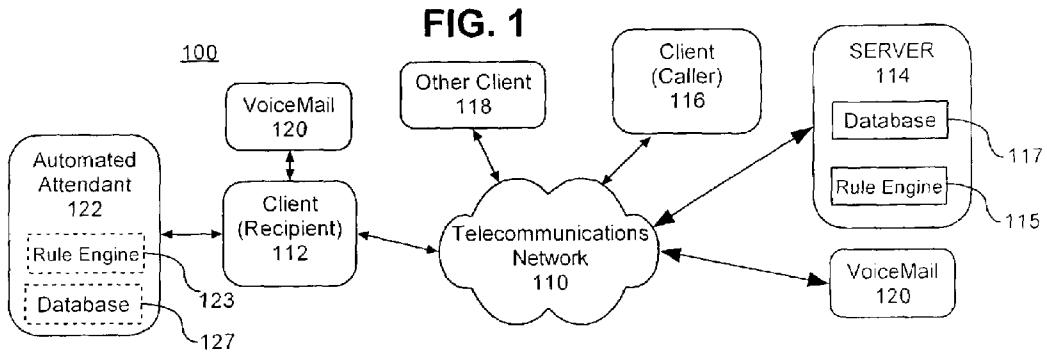 FIG. 1
100
Other Client
118
Client
(Caller)
116
SERVER
114
Database
117
Rule Engine
115
VoiceMail
120
Automated
Attendant
122
Rule Engine
123
Database
127
Client
(Recipient)
112
Telecommunications
Network
110
VoiceMail
120